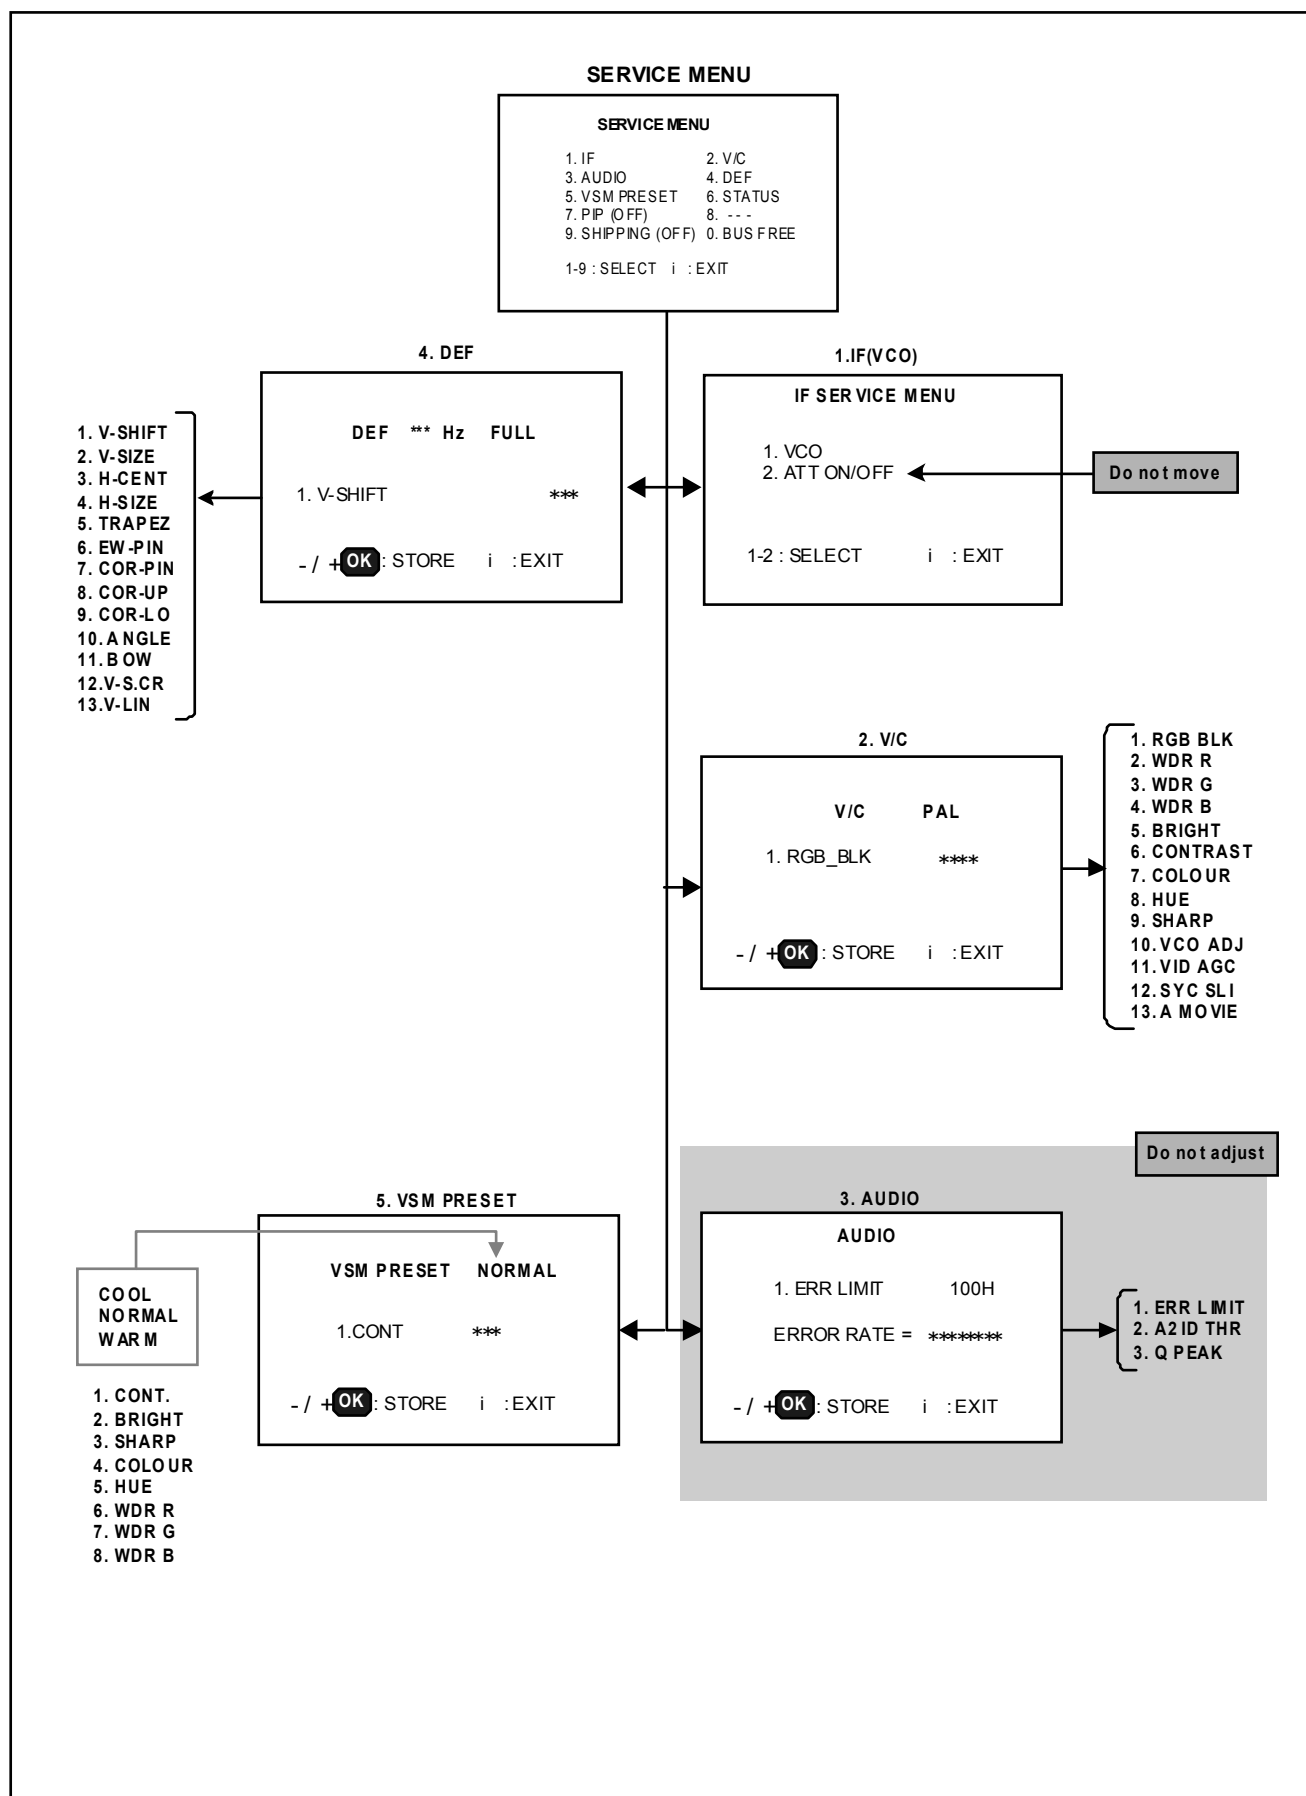 SERVICE MENU
SERVICE MENU
1. IF 2. V/C
3. AUDIO 4. DEF
5. VSM PRESET 6. STATUS
7. PIP (OFF) 8. - - -
9. SHIPPING (OFF) 0. BUS FREE
1-9 : SELECT i : EXIT
4. DEF
DEF *** Hz FULL
1. V-SHIFT ***
- / + OK : STORE i : EXIT
1. V-SHIFT
2. V-SIZE
3. H-CENT
4. H-SIZE
5. TRAPEZ
6. EW-PIN
7. COR-PIN
8. COR-UP
9. COR-LO
10. ANGLE
11. BOW
12.V-S.CR
13.V-LIN
1.IF(VCO)
IF SERVICE MENU
1. VCO
2. ATT ON/OFF
1-2 : SELECT i : EXIT
Do not move
2. V/C
V/C PAL
1. RGB_BLK ****
- / + OK : STORE i : EXIT
1. RGB BLK
2. WDR R
3. WDR G
4. WDR B
5. BRIGHT
6. CONTRAST
7. COLOUR
8. HUE
9. SHARP
10.VCO ADJ
11.VID AGC
12.SYC SLI
13.A MOVIE
5. VSM PRESET
VSM PRESET NORMAL
1.CONT ***
- / + OK : STORE i : EXIT
COOL
NORMAL
WARM
1. CONT.
2. BRIGHT
3. SHARP
4. COLOUR
5. HUE
6. WDR R
7. WDR G
8. WDR B
Do not adjust
3. AUDIO
AUDIO
1. ERR LIMIT 100H
ERROR RATE = ********
- / + OK : STORE i : EXIT
1. ERR LIMIT
2. A2 ID THR
3. Q PEAK